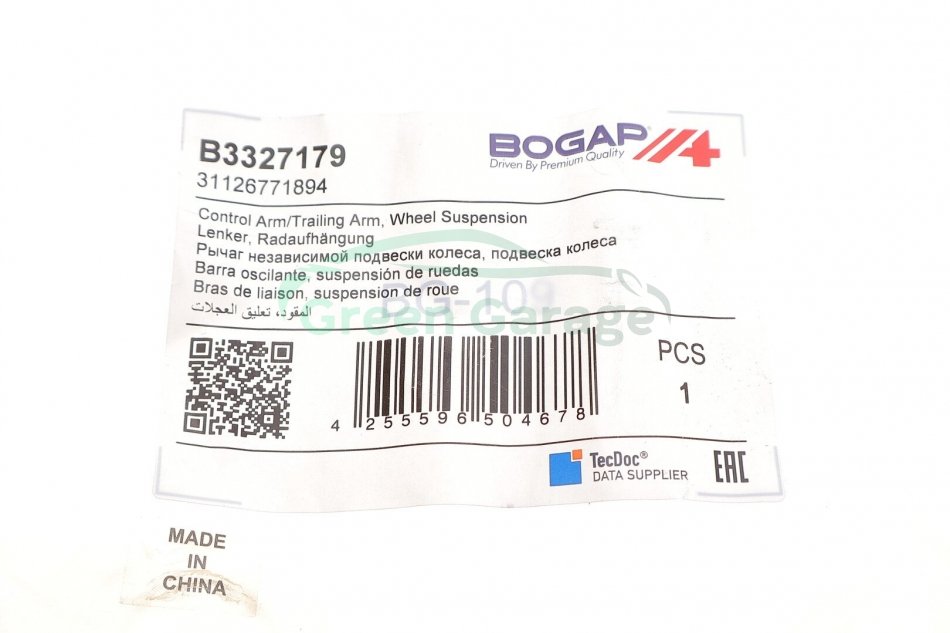 B3327179
31126771894
BOGAP®
Driven By Premium Quality
Control Arm/Trailing Arm, Wheel Suspension
Lenker, Radaufhängung
Рычаг независимой подвески колеса, подвеска колеса
Barra oscilante, suspensión de ruedas
Bras de liaison, suspension de roue
المقود، تعليق العجلات
BG-109
Green Garage
4 255596 504678
PCS
1
TecDoc®
DATA SUPPLIER
EAC
MADE
IN
CHINA